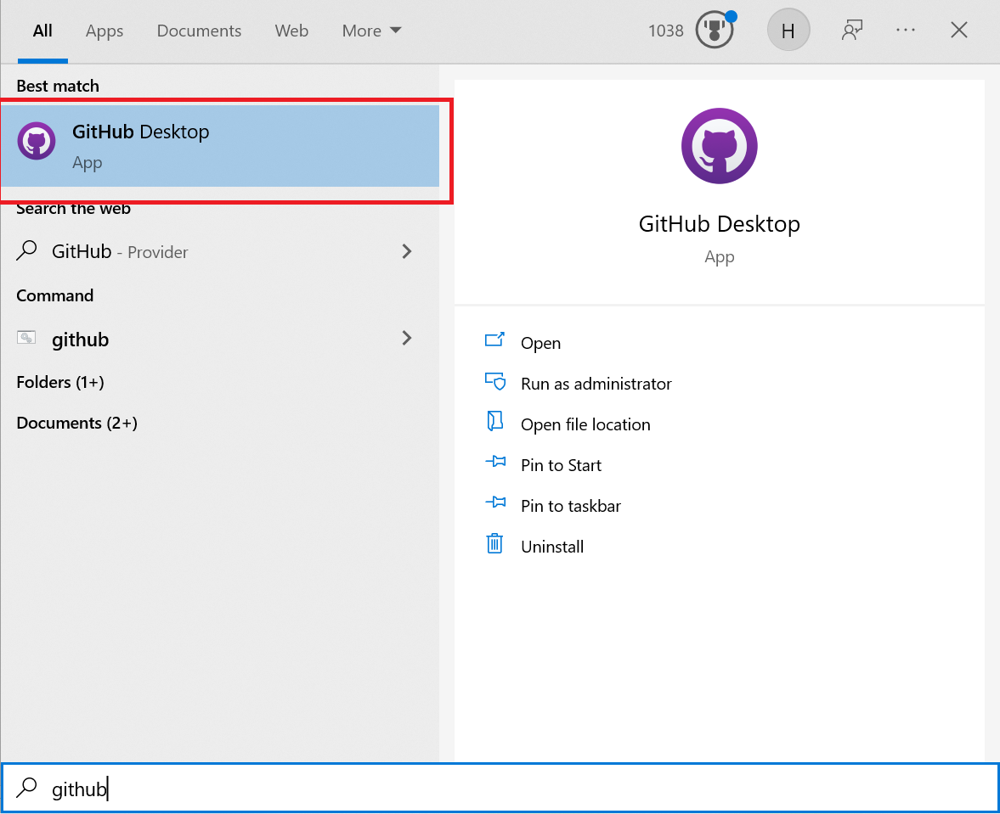 All Apps Documents Web More 1038 H
Best match
GitHub Desktop
App
Search the web
GitHub - Provider
Command
github
Folders (1+)
Documents (2+)
GitHub Desktop
App
Open
Run as administrator
Open file location
Pin to Start
Pin to taskbar
Uninstall
github